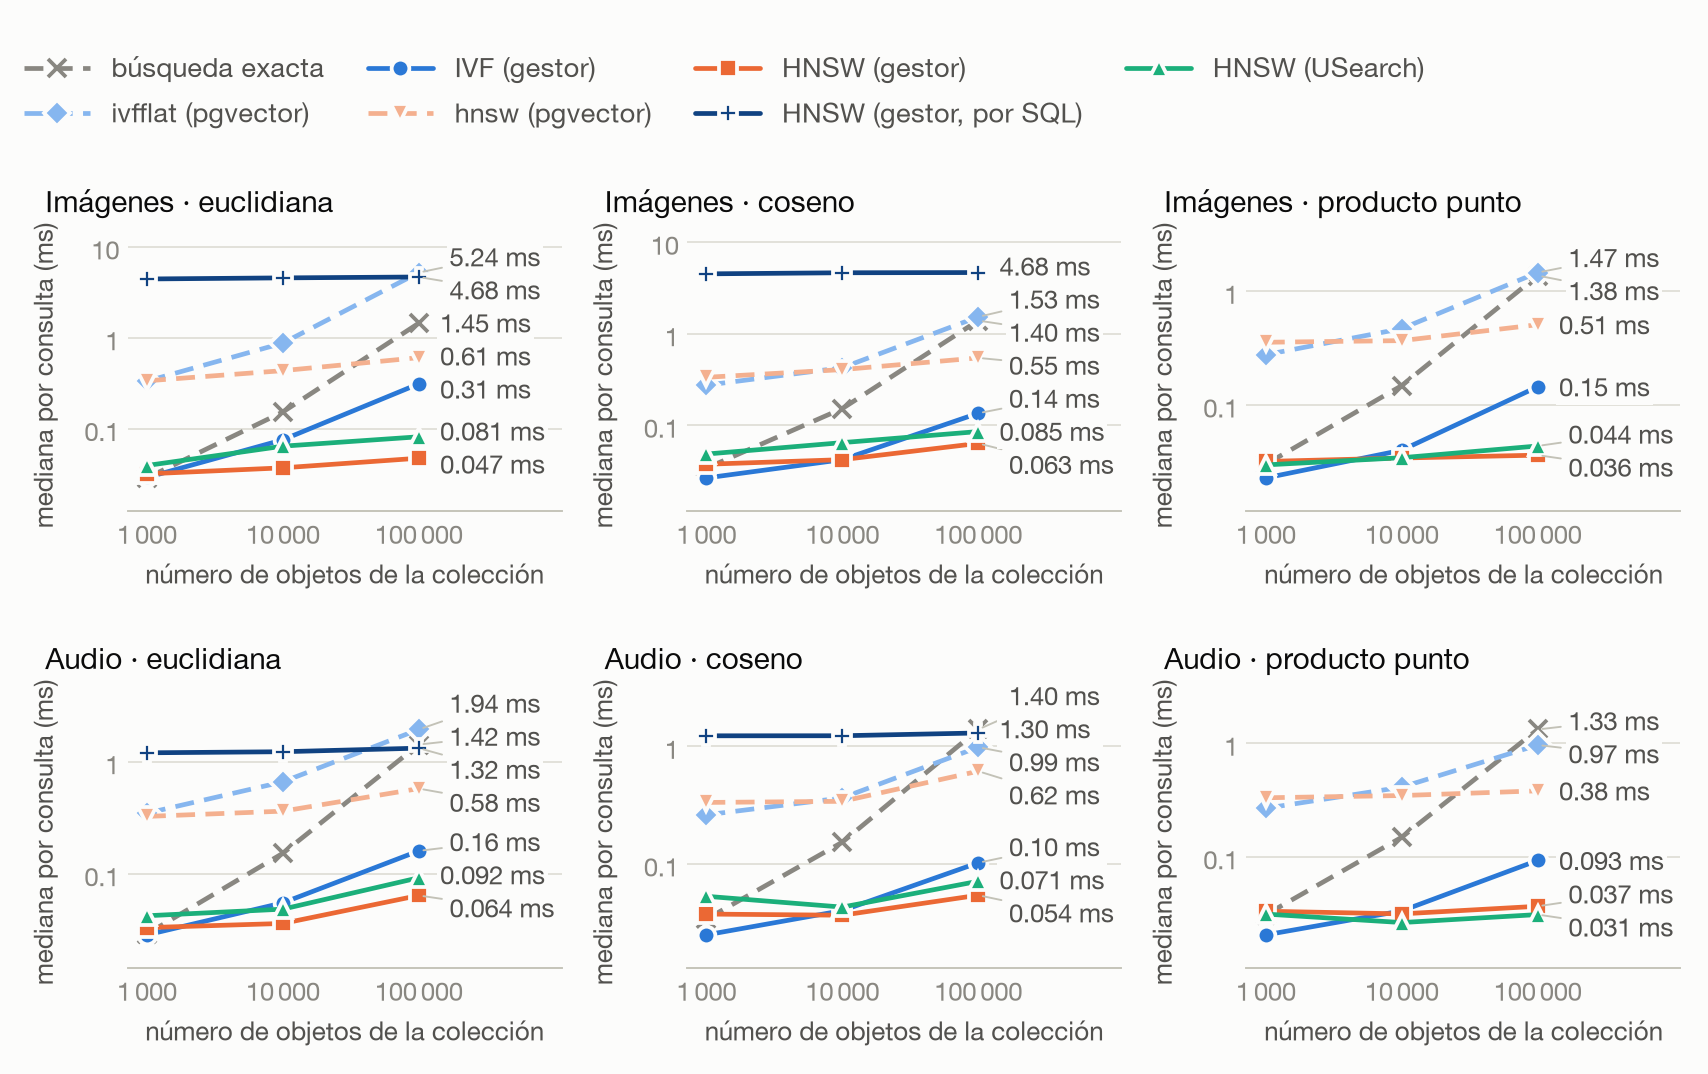 búsqueda exacta
IVF (gestor)
HNSW (gestor)
HNSW (USearch)
ivfflat (pgvector)
hnsw (pgvector)
HNSW (gestor, por SQL)
Imágenes · euclidiana
mediana por consulta (ms)
10
1
0.1
5.24 ms
4.68 ms
1.45 ms
0.61 ms
0.31 ms
0.081 ms
0.047 ms
1 000
10 000
100 000
número de objetos de la colección
Imágenes · coseno
mediana por consulta (ms)
10
1
0.1
4.68 ms
1.53 ms
1.40 ms
0.55 ms
0.14 ms
0.085 ms
0.063 ms
1 000
10 000
100 000
número de objetos de la colección
Imágenes · producto punto
mediana por consulta (ms)
1
0.1
1.47 ms
1.38 ms
0.51 ms
0.15 ms
0.044 ms
0.036 ms
1 000
10 000
100 000
número de objetos de la colección
Audio · euclidiana
mediana por consulta (ms)
1
0.1
1.94 ms
1.42 ms
1.32 ms
0.58 ms
0.16 ms
0.092 ms
0.064 ms
1 000
10 000
100 000
número de objetos de la colección
Audio · coseno
mediana por consulta (ms)
1
0.1
1.40 ms
1.30 ms
0.99 ms
0.62 ms
0.10 ms
0.071 ms
0.054 ms
1 000
10 000
100 000
número de objetos de la colección
Audio · producto punto
mediana por consulta (ms)
1
0.1
1.33 ms
0.97 ms
0.38 ms
0.093 ms
0.037 ms
0.031 ms
1 000
10 000
100 000
número de objetos de la colección